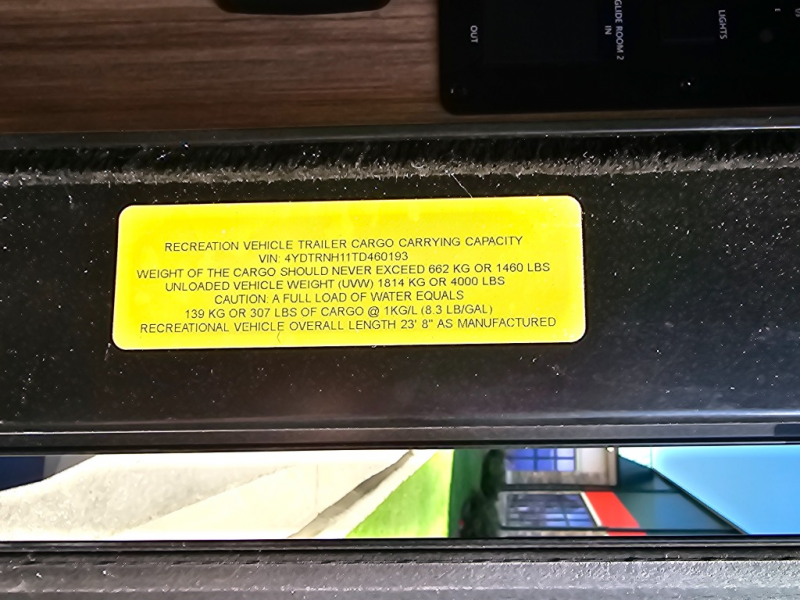 OUT
GLIDE ROOM 2
IN
LIGHTS
RECREATION VEHICLE TRAILER CARGO CARRYING CAPACITY
VIN: 4YDTRNH11TD460193
WEIGHT OF THE CARGO SHOULD NEVER EXCEED 662 KG OR 1460 LBS
UNLOADED VEHICLE WEIGHT (UVW) 1814 KG OR 4000 LBS
CAUTION: A FULL LOAD OF WATER EQUALS
139 KG OR 307 LBS OF CARGO @ 1KG/L (8.3 LB/GAL)
RECREATIONAL VEHICLE OVERALL LENGTH 23' 8" AS MANUFACTURED